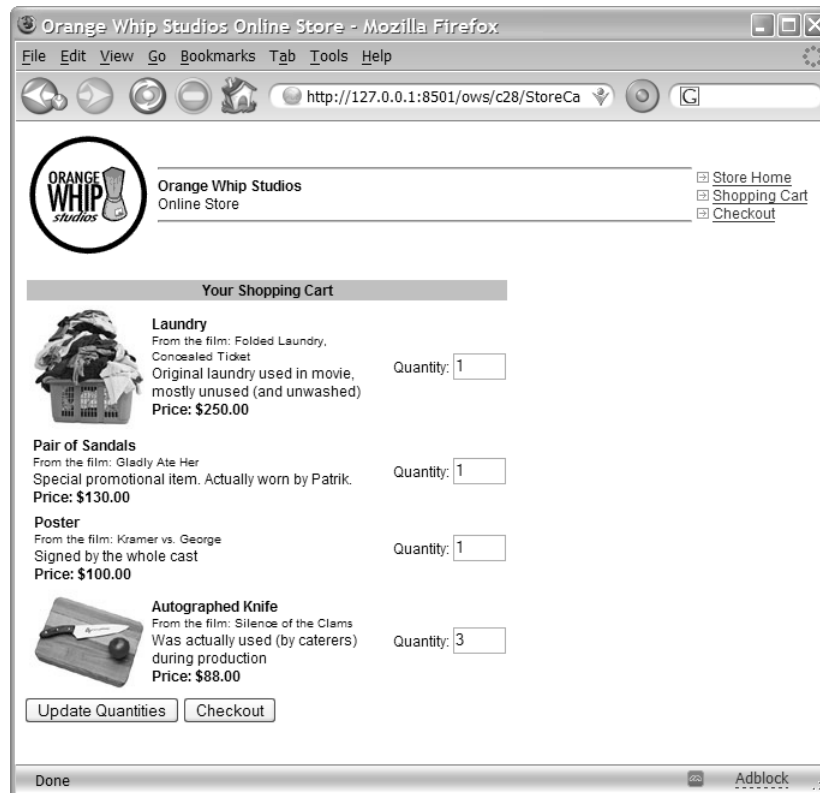 Orange Whip Studios Online Store - Mozilla Firefox
File Edit View Go Bookmarks Tab Tools Help
http://127.0.0.1:8501/ows/c28/StoreCa
G
ORANGE
WHIP
studios
Orange Whip Studios
Online Store
Store Home
Shopping Cart
Checkout
Your Shopping Cart
Laundry
From the film: Folded Laundry,
Concealed Ticket
Original laundry used in movie,
mostly unused (and unwashed)
Price: $250.00
Quantity: 1
Pair of Sandals
From the film: Gladly Ate Her
Special promotional item. Actually worn by Patrik.
Price: $130.00
Quantity: 1
Poster
From the film: Kramer vs. George
Signed by the whole cast
Price: $100.00
Quantity: 1
Autographed Knife
From the film: Silence of the Clams
Was actually used (by caterers)
during production
Price: $88.00
Quantity: 3
Update Quantities Checkout
Done Adblock